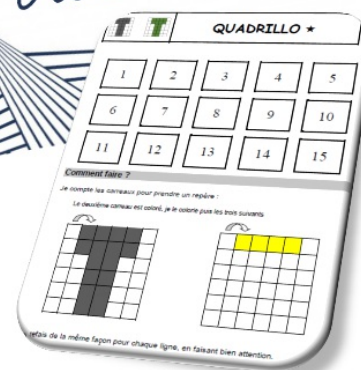 QUADRILLO ★
1 2 3 4 5
6 7 8 9 10
11 12 13 14 15
Comment faire ?
Je compte les carreaux pour prendre un repère :
Le deuxième carreau est coloré, je le colorie puis les trois suivants
refais de la même façon pour chaque ligne, en faisant bien attention.